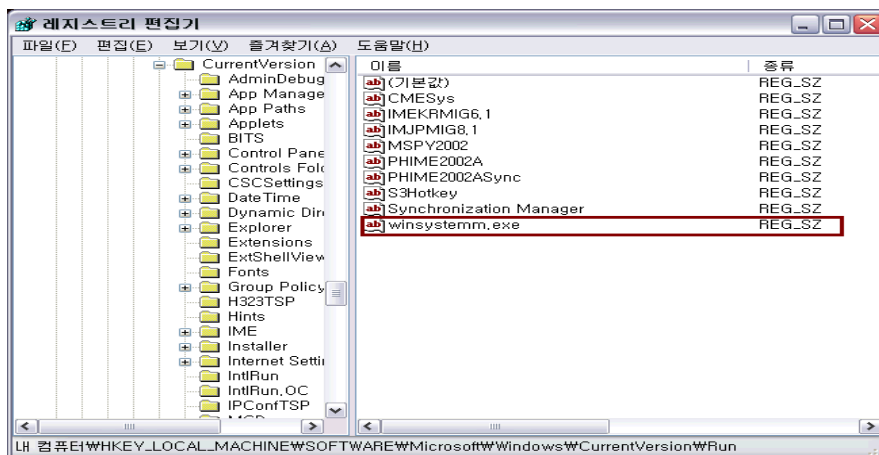 레지스트리 편집기
파일(F) 편집(E) 보기(V) 즐겨찾기(A) 도움말(H)
CurrentVersion
AdminDebug
App Manage
App Paths
Applets
BITS
Control Pane
Controls Fold
CSCSettings
DateTime
Dynamic Dire
Explorer
Extensions
ExtShellView
Fonts
Group Policy
H323TSP
Hints
IME
Installer
Internet Settin
IntlRun
IntlRun.OC
IPConfTSP
이름 종류
(기본값) REG_SZ
CMESys REG_SZ
IMEKRMIG6.1 REG_SZ
IMJPMIG8.1 REG_SZ
MSPY2002 REG_SZ
PHIME2002A REG_SZ
PHIME2002ASync REG_SZ
S3Hotkey REG_SZ
Synchronization Manager REG_SZ
winsystemm.exe REG_SZ
내 컴퓨터₩HKEY_LOCAL_MACHINE₩SOFTWARE₩Microsoft₩Windows₩CurrentVersion₩Run